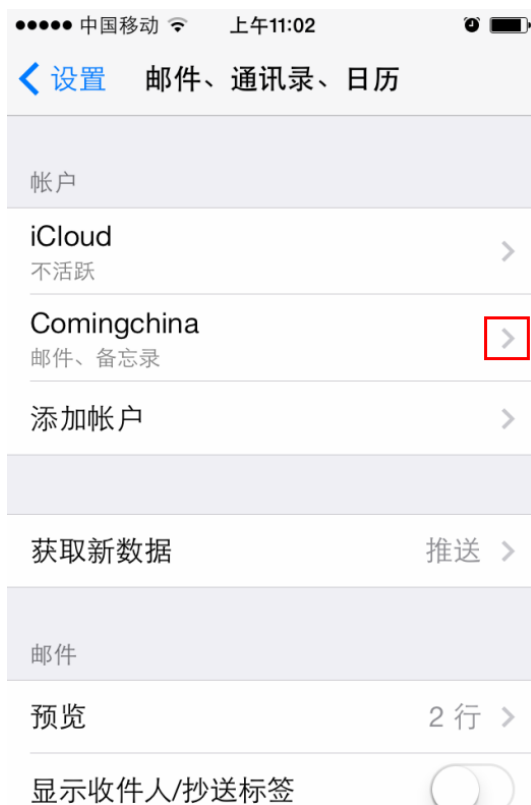 中国移动 上午11:02
设置 邮件、通讯录、日历
帐户
iCloud
不活跃
Comingchina
邮件、备忘录
添加帐户
获取新数据 推送
邮件
预览 2 行
显示收件人/抄送标签